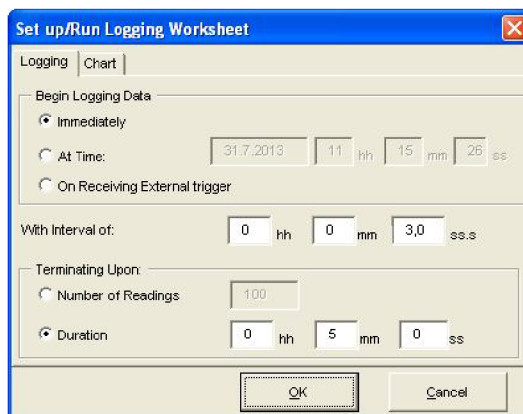 Set up/Run Logging Worksheet
Logging Chart
Begin Logging Data
Immediately
At Time: 31.7.2013 11 hh 15 mm 26 ss
On Receiving External trigger
With Interval of: 0 hh 0 mm 3,0 ss.s
Terminating Upon:
Number of Readings 100
Duration 0 hh 5 mm 0 ss
OK Cancel